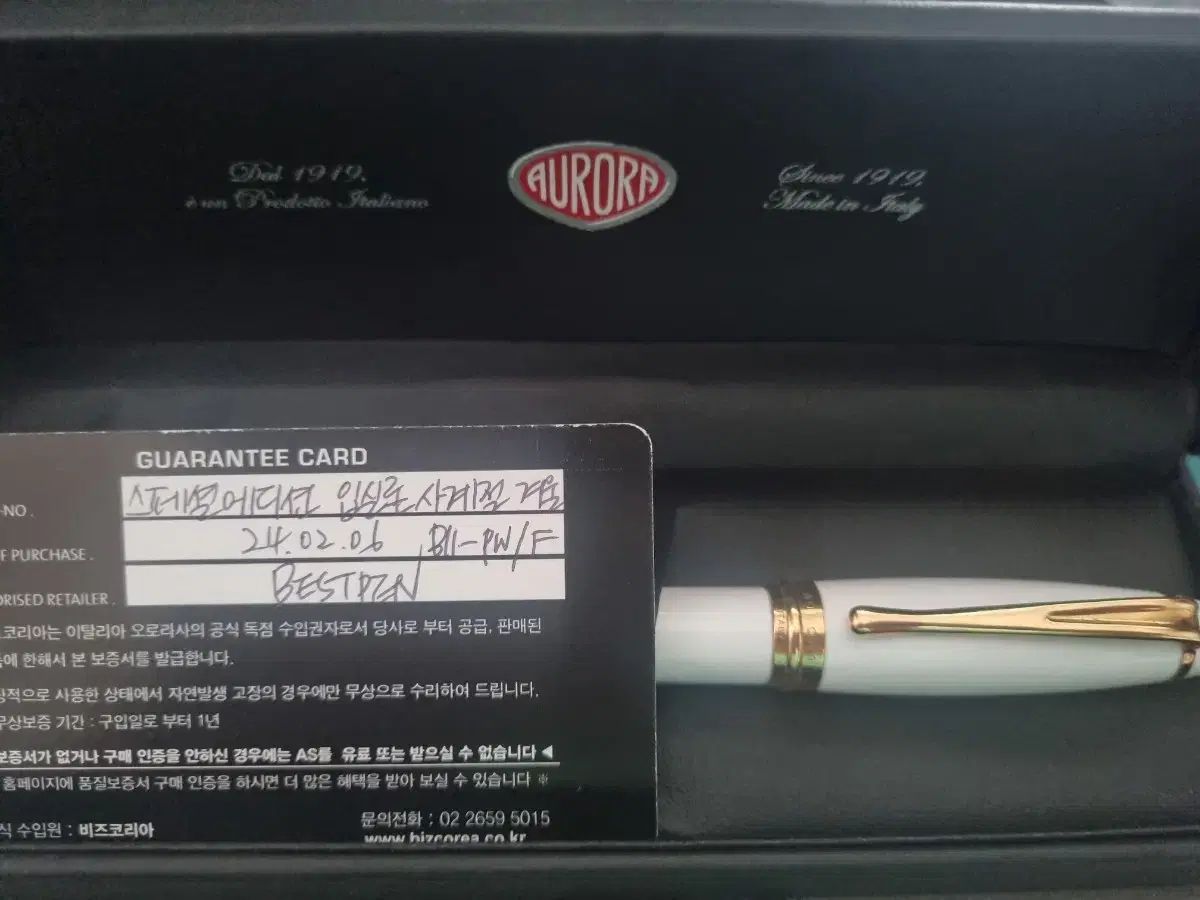 Dal 1919,
è un Prodotto Italiano
AURORA
Since 1919,
Made in Italy
GUARANTEE CARD
-NO. 스페셜에디션 입실론 사계절 겨울
F PURCHASE. 24.02.06 B11-PW/F
RISED RETAILER. BESTPEN
코리아는 이탈리아 오로라사의 공식 독점 수입권자로서 당사로 부터 공급, 판매된
에 한해서 본 보증서를 발급합니다.
적으로 사용한 상태에서 자연발생 고장의 경우에만 무상으로 수리하여 드립니다.
무상보증 기간 : 구입일로 부터 1년
보증서가 없거나 구매 인증을 안하신 경우에는 AS를 유료 또는 받으실 수 없습니다 ◀
홈페이지에 품질보증서 구매 인증을 하시면 더 많은 혜택을 받아 보실 수 있습니다 ※
식 수입원 : 비즈코리아
문의전화 : 02 2659 5015
www.bizcorea.co.kr